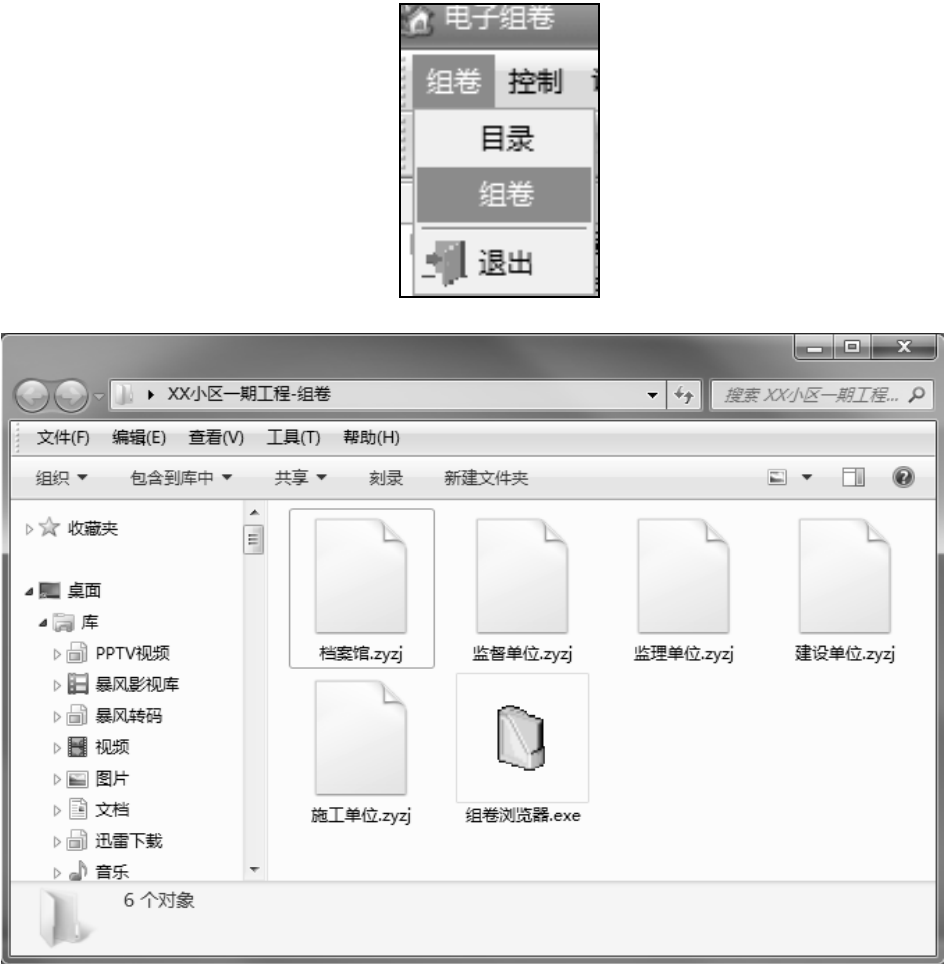 电子组卷
组卷 控制
目录
组卷
退出
XX小区一期工程-组卷 搜索 XX小区一期工程...
文件(F) 编辑(E) 查看(V) 工具(T) 帮助(H)
组织 包含到库中 共享 刻录 新建文件夹
收藏夹
桌面
库
PPTV视频
暴风影视库
暴风转码
视频
图片
文档
迅雷下载
音乐
档案馆.zyzj 监督单位.zyzj 监理单位.zyzj 建设单位.zyzj
施工单位.zyzj 组卷浏览器.exe
6 个对象